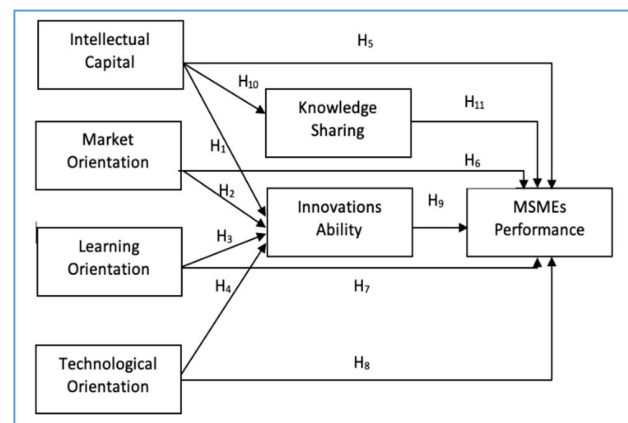 Intellectual
Capital
H₅
H₁₀
Knowledge
Sharing
H₁₁
Market
Orientation
H₁
H₆
H₂
Innovations
Ability
H₉
MSMEs
Performance
Learning
Orientation
H₃
H₄
H₇
Technological
Orientation
H₈